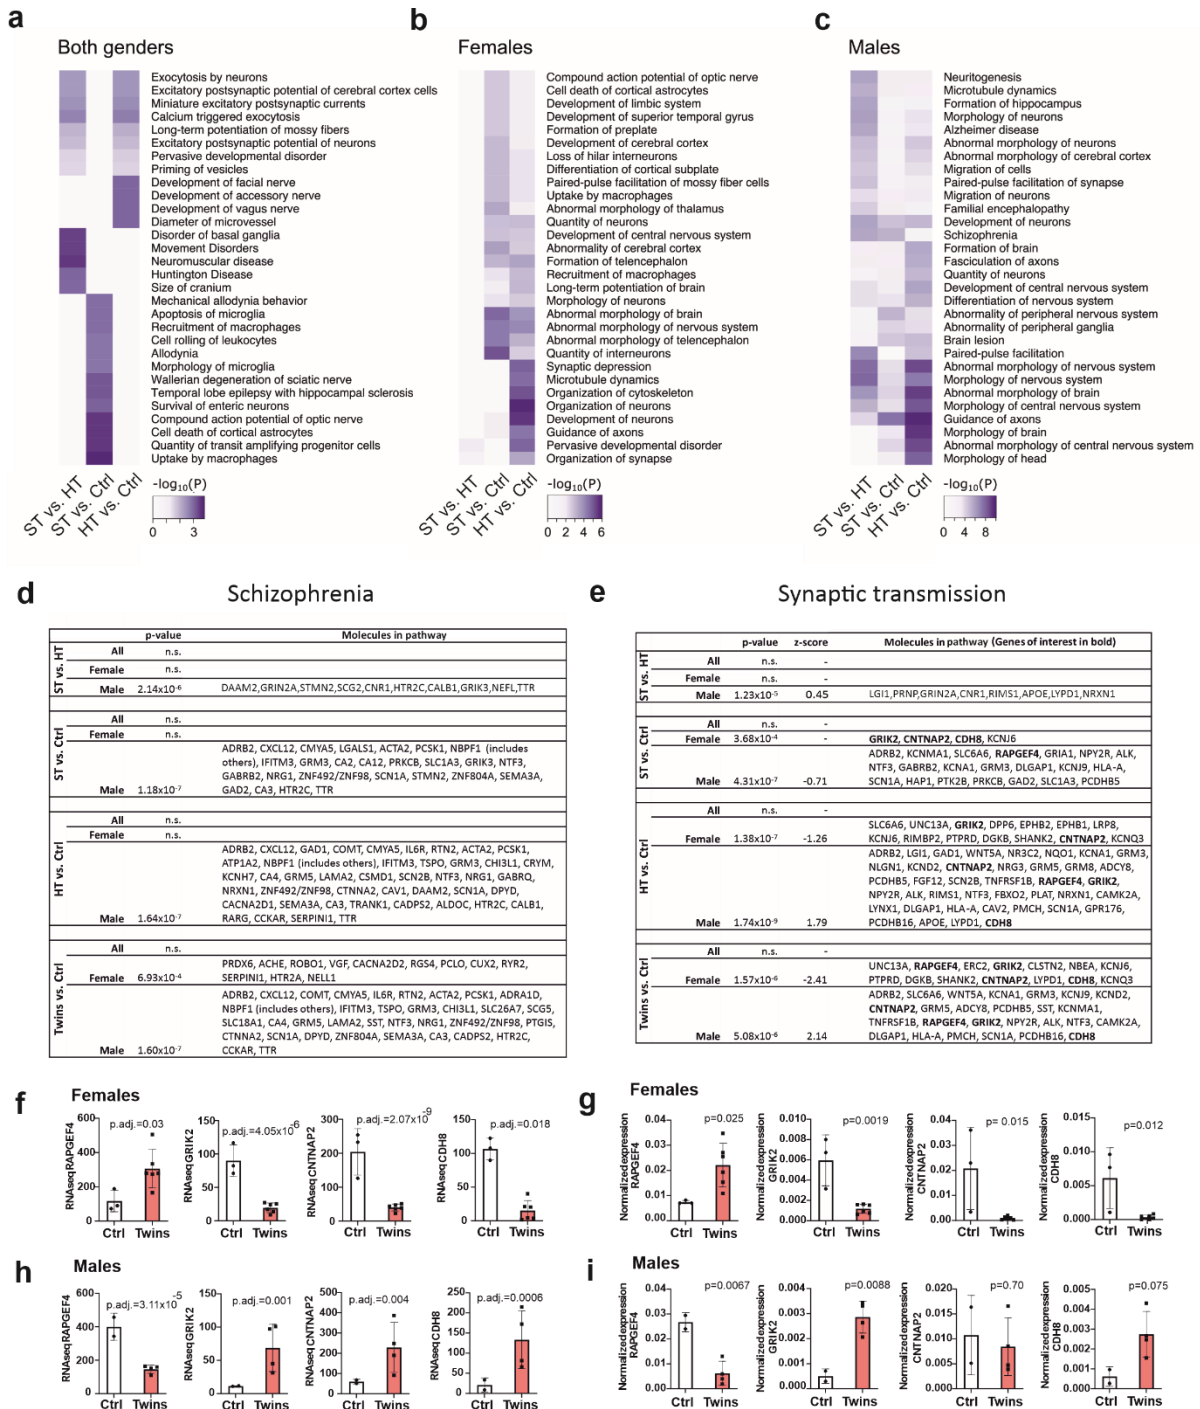 a
Both genders
Exocytosis by neurons
Excitatory postsynaptic potential of cerebral cortex cells
Miniature excitatory postsynaptic currents
Calcium triggered exocytosis
Long-term potentiation of mossy fibers
Excitatory postsynaptic potential of neurons
Pervasive developmental disorder
Priming of vesicles
Development of facial nerve
Development of accessory nerve
Development of vagus nerve
Diameter of microvessel
Disorder of basal ganglia
Movement Disorders
Neuromuscular disease
Huntington Disease
Size of cranium
Mechanical allodynia behavior
Apoptosis of microglia
Recruitment of macrophages
Cell rolling of leukocytes
Allodynia
Morphology of microglia
Wallerian degeneration of sciatic nerve
Temporal lobe epilepsy with hippocampal sclerosis
Survival of enteric neurons
Compound action potential of optic nerve
Cell death of cortical astrocytes
Quantity of transit amplifying progenitor cells
Uptake by macrophages
ST vs. HT
ST vs. Ctrl
HT vs. Ctrl
-log10(P)
0 3
b
Females
Compound action potential of optic nerve
Cell death of cortical astrocytes
Development of limbic system
Development of superior temporal gyrus
Formation of preplate
Development of cerebral cortex
Loss of hilar interneurons
Differentiation of cortical subplate
Paired-pulse facilitation of mossy fiber cells
Uptake by macrophages
Abnormal morphology of thalamus
Quantity of neurons
Development of central nervous system
Abnormality of cerebral cortex
Formation of telencephalon
Recruitment of macrophages
Long-term potentiation of brain
Morphology of neurons
Abnormal morphology of brain
Abnormal morphology of nervous system
Abnormal morphology of telencephalon
Quantity of interneurons
Synaptic depression
Microtubule dynamics
Organization of cytoskeleton
Organization of neurons
Development of neurons
Guidance of axons
Pervasive developmental disorder
Organization of synapse
ST vs. HT
ST vs. Ctrl
HT vs. Ctrl
-log10(P)
0 2 4 6
c
Males
Neuritogenesis
Microtubule dynamics
Formation of hippocampus
Morphology of neurons
Alzheimer disease
Abnormal morphology of neurons
Abnormal morphology of cerebral cortex
Migration of cells
Paired-pulse facilitation of synapse
Migration of neurons
Familial encephalopathy
Development of neurons
Schizophrenia
Formation of brain
Fasciculation of axons
Quantity of neurons
Development of central nervous system
Differentiation of nervous system
Abnormality of peripheral nervous system
Abnormality of peripheral ganglia
Brain lesion
Paired-pulse facilitation
Abnormal morphology of nervous system
Morphology of nervous system
Abnormal morphology of brain
Morphology of central nervous system
Guidance of axons
Morphology of brain
Abnormal morphology of central nervous system
Morphology of head
ST vs. HT
ST vs. Ctrl
HT vs. Ctrl
-log10(P)
0 4 8
d
Schizophrenia
p-value Molecules in pathway
ST vs. HT
All n.s.
Female n.s.
Male 2.14x10-6 DAAM2,GRIN2A,STMN2,SCG2,CNR1,HTR2C,CALB1,GRIK3,NEFL,TTR
ST vs. Ctrl
All n.s.
Female n.s.
ADRB2, CXCL12, CMYA5, LGALS1, ACTA2, PCSK1, NBPF1 (includes
others), IFITM3, GRM3, CA2, CA12, PRKCB, SLC1A3, GRIK3, NTF3,
GABRB2, NRG1, ZNF492/ZNF98, SCN1A, STMN2, ZNF804A, SEMA3A,
Male 1.18x10-7 GAD2, CA3, HTR2C, TTR
HT vs. Ctrl
All n.s.
Female n.s.
ADRB2, CXCL12, GAD1, COMT, CMYA5, IL6R, RTN2, ACTA2, PCSK1,
ATP1A2, NBPF1 (includes others), IFITM3, TSPO, GRM3, CHI3L1, CRYM,
KCNH7, CA4, GRM5, LAMA2, CSMD1, SCN2B, NTF3, NRG1, GABRQ,
NRXN1, ZNF492/ZNF98, CTNNA2, CAV1, DAAM2, SCN1A, DPYD,
CACNA2D1, SEMA3A, CA3, TRANK1, CADPS2, ALDOC, HTR2C, CALB1,
Male 1.64x10-7 RARG, CCKAR, SERPINI1, TTR
Twins vs. Ctrl
All n.s.
PRDX6, ACHE, ROBO1, VGF, CACNA2D2, RGS4, PCLO, CUX2, RYR2,
Female 6.93x10-4 SERPINI1, HTR2A, NELL1
ADRB2, CXCL12, COMT, CMYA5, IL6R, RTN2, ACTA2, PCSK1, ADRA1D,
NBPF1 (includes others), IFITM3, TSPO, GRM3, CHI3L1, SLC26A7, SCG5,
SLC18A1, CA4, GRM5, LAMA2, SST, NTF3, NRG1, ZNF492/ZNF98, PTGIS,
CTNNA2, SCN1A, DPYD, ZNF804A, SEMA3A, CA3, CADPS2, HTR2C,
Male 1.60x10-7 CCKAR, TTR
e
Synaptic transmission
p-value z-score Molecules in pathway (Genes of interest in bold)
ST vs. HT
All n.s. -
Female n.s. -
Male 1.23x10-5 0.45 LGI1,PRNP,GRIN2A,CNR1,RIMS1,APOE,LYPD1,NRXN1
ST vs. Ctrl
All n.s. -
Female 3.68x10-4 - GRIK2, CNTNAP2, CDH8, KCNJ6
ADRB2, KCNMA1, SLC6A6, RAPGEF4, GRIA1, NPY2R, ALK,
NTF3, GABRB2, KCNA1, GRM3, DLGAP1, KCNJ9, HLA-A,
Male 4.31x10-7 -0.71 SCN1A, HAP1, PTK2B, PRKCB, GAD2, SLC1A3, PCDHB5
HT vs. Ctrl
All n.s. -
SLC6A6, UNC13A, GRIK2, DPP6, EPHB2, EPHB1, LRP8,
Female 1.38x10-7 -1.26 KCNJ6, RIMBP2, PTPRD, DGKB, SHANK2, CNTNAP2, KCNQ3
ADRB2, LGI1, GAD1, WNT5A, NR3C2, NQO1, KCNA1, GRM3,
NLGN1, KCND2, CNTNAP2, NRG3, GRM5, GRM8, ADCY8,
PCDHB5, FGF12, SCN2B, TNFRSF1B, RAPGEF4, GRIK2,
NPY2R, ALK, RIMS1, NTF3, FBXO2, PLAT, NRXN1, CAMK2A,
LYNX1, DLGAP1, HLA-A, CAV2, PMCH, SCN1A, GPR176,
Male 1.74x10-9 1.79 PCDHB16, APOE, LYPD1, CDH8
Twins vs. Ctrl
All n.s. -
UNC13A, RAPGEF4, ERC2, GRIK2, CLSTN2, NBEA, KCNJ6,
Female 1.57x10-6 -2.41 PTPRD, DGKB, SHANK2, CNTNAP2, LYPD1, CDH8, KCNQ3
ADRB2, SLC6A6, WNT5A, KCNA1, GRM3, KCNJ9, KCND2,
CNTNAP2, GRM5, ADCY8, PCDHB5, SST, KCNMA1,
TNFRSF1B, RAPGEF4, GRIK2, NPY2R, ALK, NTF3, CAMK2A,
Male 5.08x10-6 2.14 DLGAP1, HLA-A, PMCH, SCN1A, PCDHB16, CDH8
f
Females
RNAseq RAPGEF4
600
400
200
0
p.adj.=0.03
Ctrl Twins
RNAseq GRIK2
150
100
50
0
p.adj.=4.05x10-6
Ctrl Twins
RNAseq CNTNAP2
300
200
100
0
p.adj.=2.07x10-9
Ctrl Twins
RNAseq CDH8
150
100
50
0
p.adj.=0.018
Ctrl Twins
g
Females
Normalized expression
RAPGEF4
0.04
0.03
0.02
0.01
0.00
p=0.025
Ctrl Twins
Normalized expression
GRIK2
0.010
0.008
0.006
0.004
0.002
0.000
p=0.0019
Ctrl Twins
Normalized expression
CNTNAP2
0.04
0.03
0.02
0.01
0.00
p= 0.015
Ctrl Twins
Normalized expression
CDH8
0.015
0.010
0.005
0.000
p=0.012
Ctrl Twins
h
Males
RNAseq RAPGEF4
600
400
200
0
p.adj.=3.11x10-5
Ctrl Twins
RNAseq GRIK2
150
100
50
0
p.adj.=0.001
Ctrl Twins
RNAseq CNTNAP2
400
300
200
100
0
p.adj.=0.004
Ctrl Twins
RNAseq CDH8
250
200
150
100
50
0
p.adj.=0.0006
Ctrl Twins
i
Males
Normalized expression
RAPGEF4
0.04
0.03
0.02
0.01
0.00
p=0.0067
Ctrl Twins
Normalized expression
GRIK2
0.004
0.003
0.002
0.001
0.000
p=0.0088
Ctrl Twins
Normalized expression
CNTNAP2
0.020
0.015
0.010
0.005
0.000
p=0.70
Ctrl Twins
Normalized expression
CDH8
0.005
0.004
0.003
0.002
0.001
0.000
p=0.075
Ctrl Twins